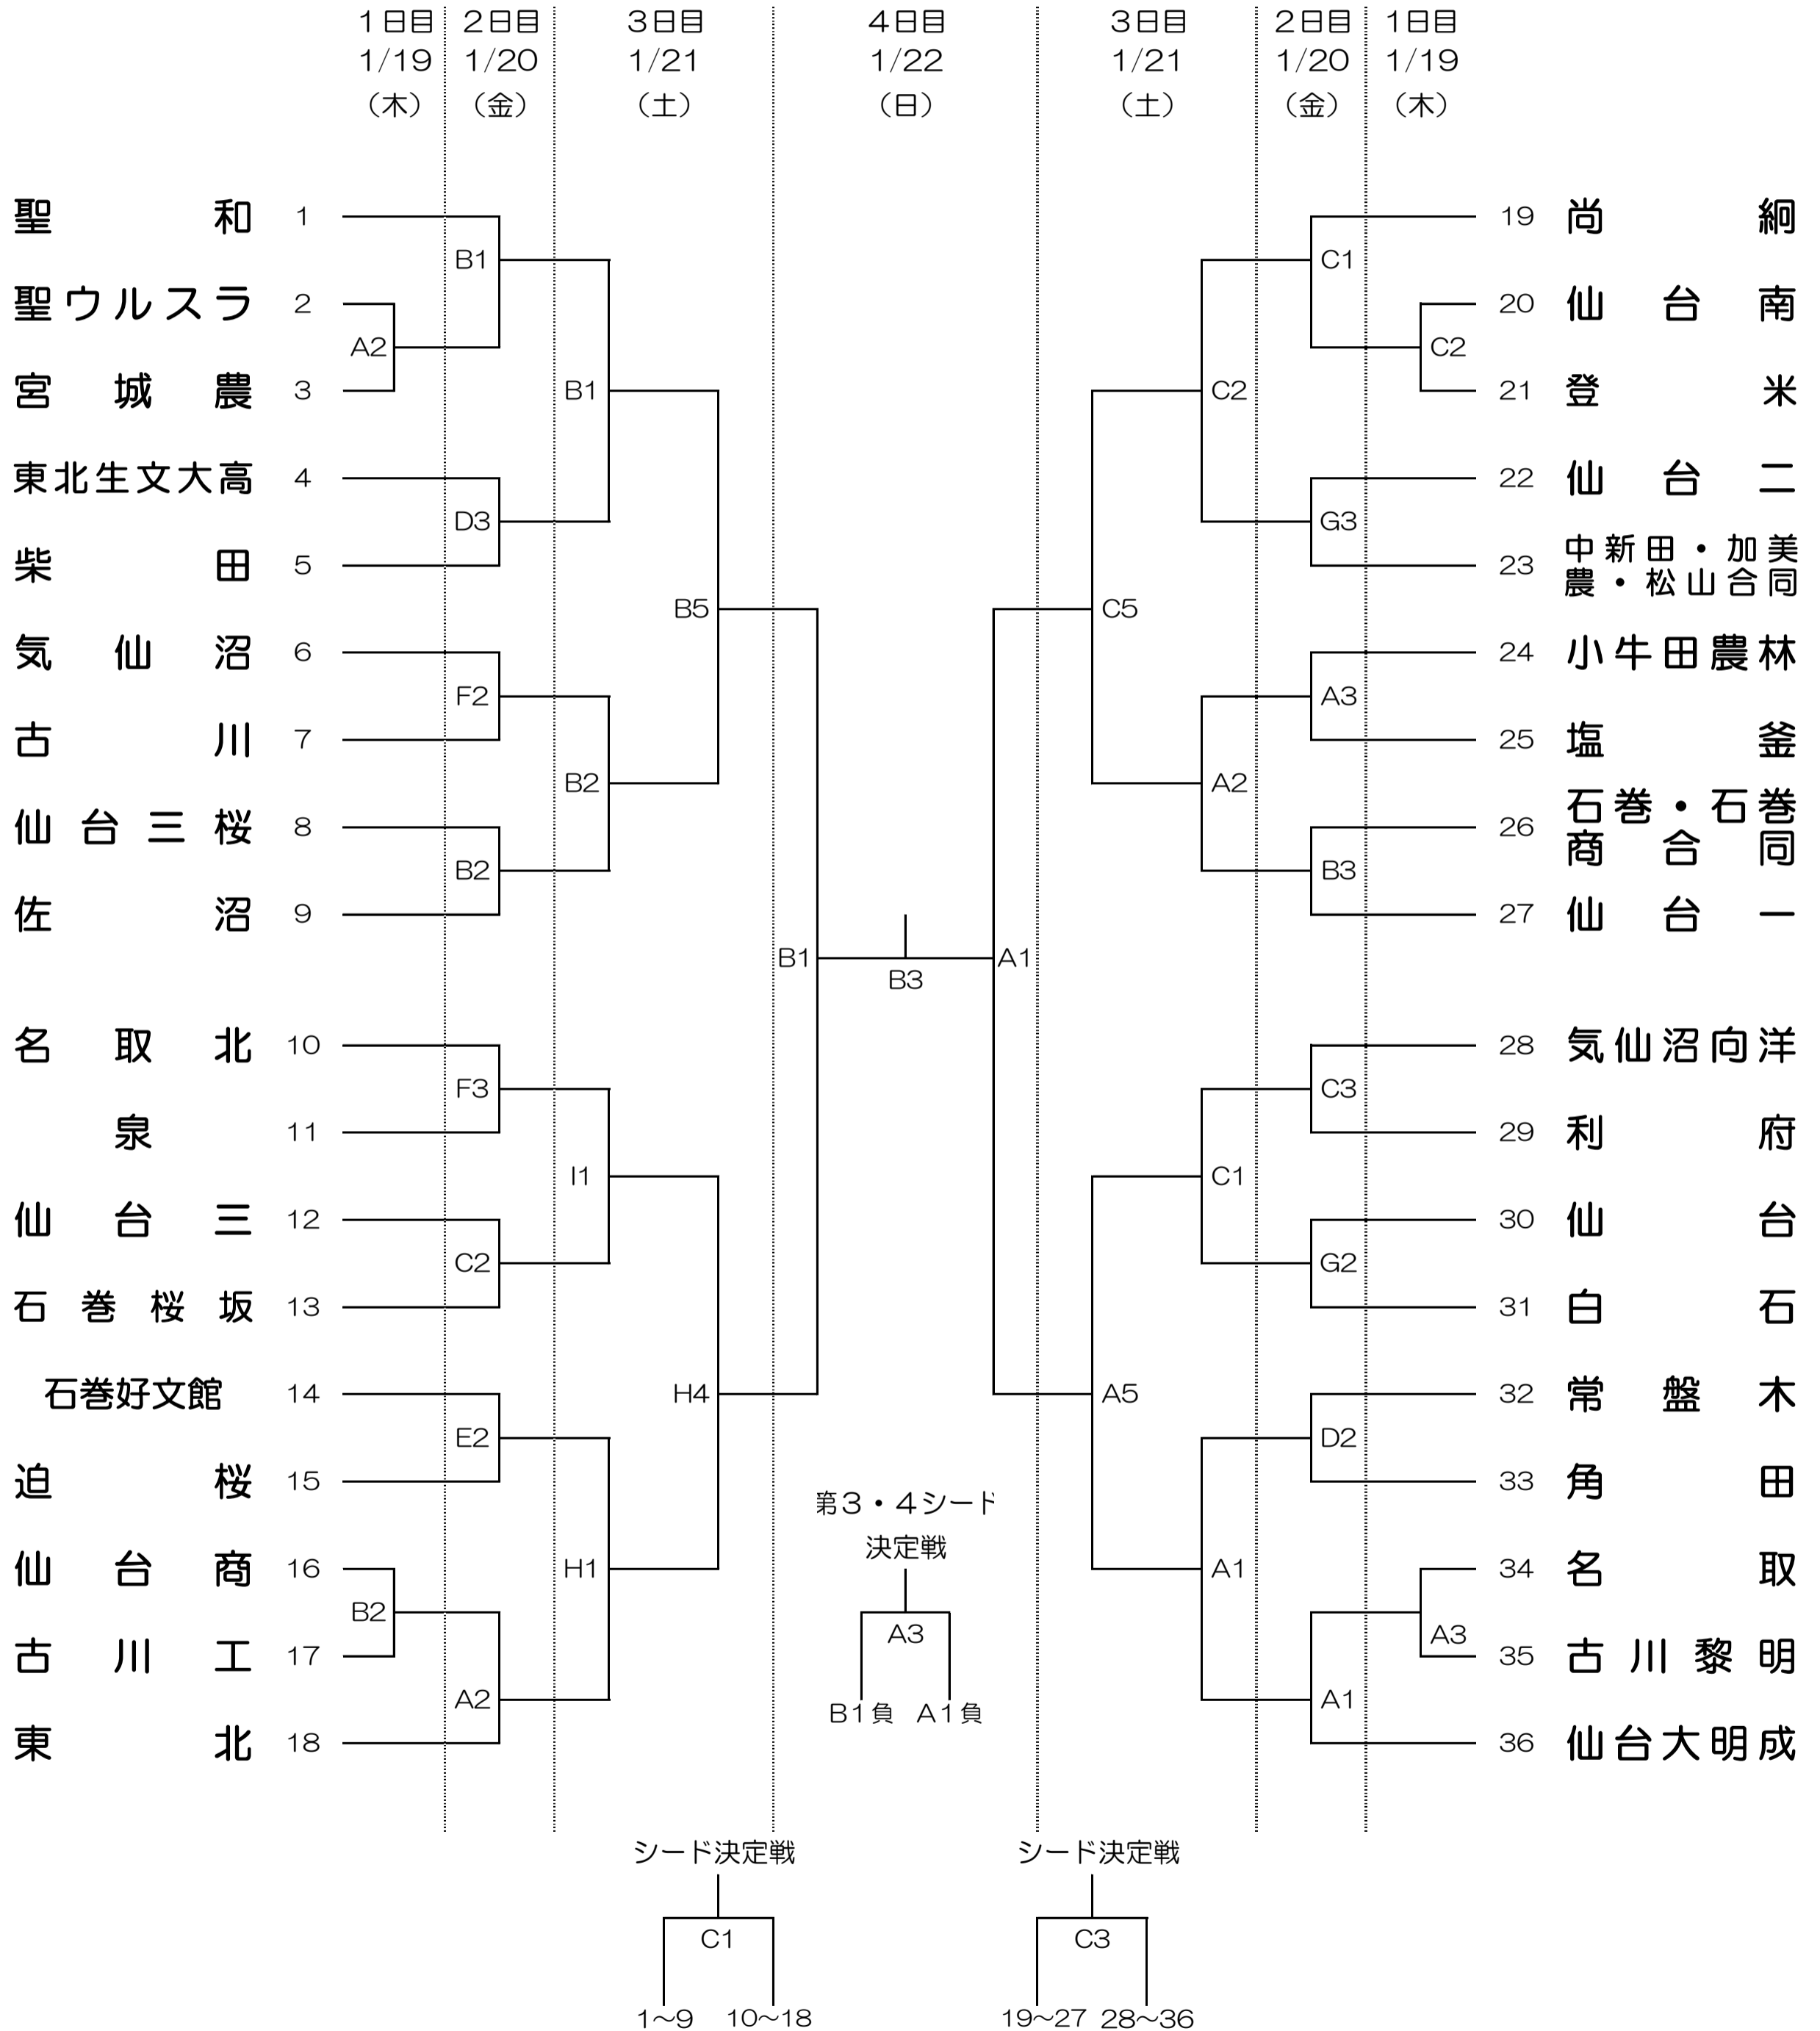 1日目 2日目 3日目 4日目 3日目 2日目 1日目
1/19 1/20 1/21 1/22 1/21 1/20 1/19
（木） （金） （土） （日） （土） （金） （木）
聖和 1
B1
聖ウルスラ 2
A2
宮城農 3
B1
東北生文大高 4
D3
柴田 5
B5
気仙沼 6
F2
古川 7
B2
仙台三桜 8
B2
佐沼 9
B1
名取北 10
F3
泉 11
I1
仙台三 12
C2
石巻桜坂 13
石巻好文館 14
H4
E2
迫桜 15
仙台商 16
H1
B2
古川工 17
A2
東北 18
B3
A1
19 尚絅
C1
20 仙台南
C2
21 登米
C2
22 仙台二
G3
23 中新田・加美
農・松山合同
C5
24 小牛田農林
A3
25 塩釜
A2
26 石巻・石巻
商合同
B3
27 仙台一
28 気仙沼向洋
C3
29 利府
C1
30 仙台
G2
31 白石
32 常盤木
A5
D2
33 角田
34 名取
A1
A3
35 古川黎明
A1
36 仙台大明成
第3・4シード
決定戦
A3
B1負 A1負
シード決定戦
C1
1～9 10～18
シード決定戦
C3
19～27 28～36